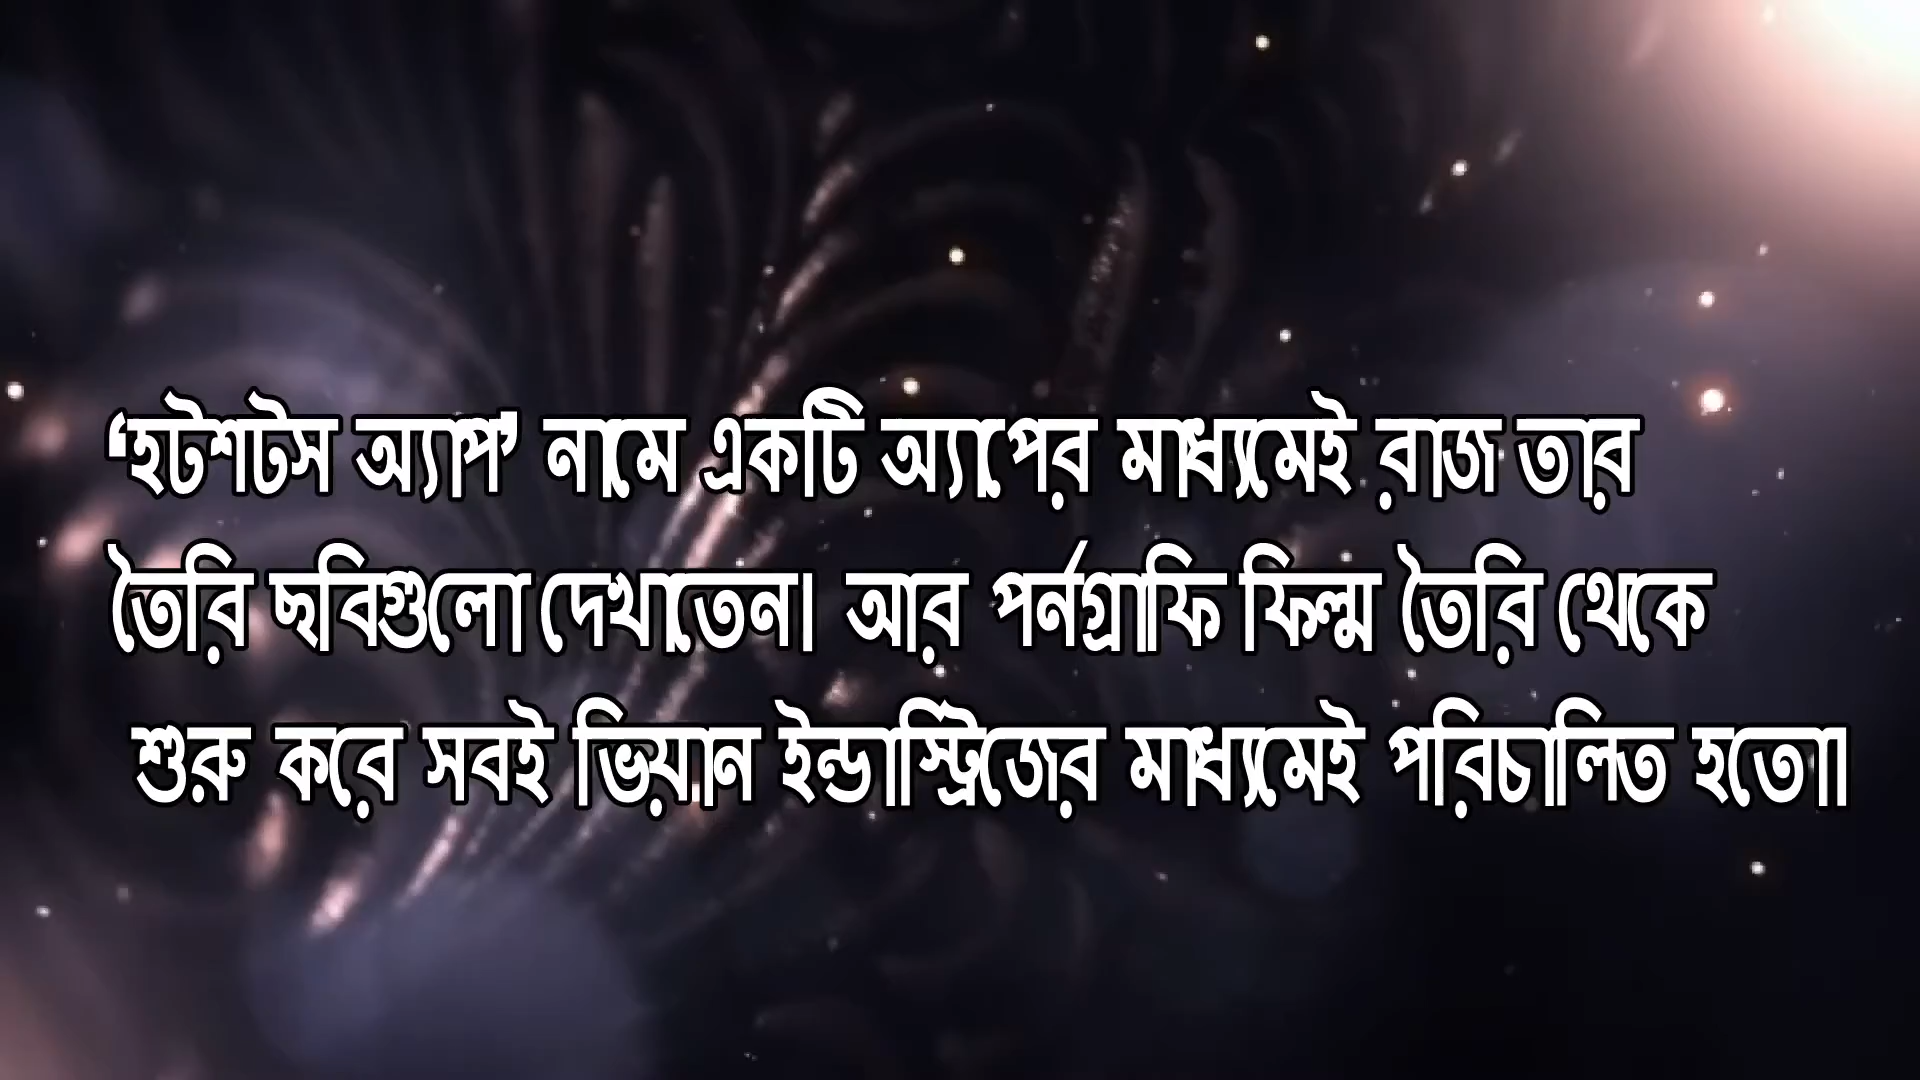 ‘হটশটস অ্যাপ’ নামে একটি অ্যাপের মাধ্যমেই রাজ তার
তৈরি ছবিগুলো দেখাতেন। আর পর্নগ্রাফি ফিল্ম তৈরি থেকে
শুরু করে সবই ভিয়ান ইন্ডাস্ট্রিজের মাধ্যমেই পরিচালিত হতো।